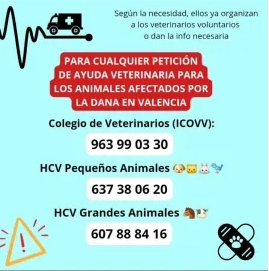 Según la necesidad, ellos ya organizan
a los veterinarios voluntarios
o dan la info necesaria
PARA CUALQUIER PETICIÓN
DE AYUDA VETERINARIA PARA
LOS ANIMALES AFECTADOS POR
LA DANA EN VALENCIA
Colegio de Veterinarios (ICOVV):
963 99 03 30
HCV Pequeños Animales 🐶🐱🐰🐦
637 38 06 20
HCV Grandes Animales 🐴🐮
607 88 84 16